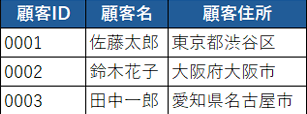 顧客ID 顧客名 顧客住所
0001 佐藤太郎 東京都渋谷区
0002 鈴木花子 大阪府大阪市
0003 田中一郎 愛知県名古屋市